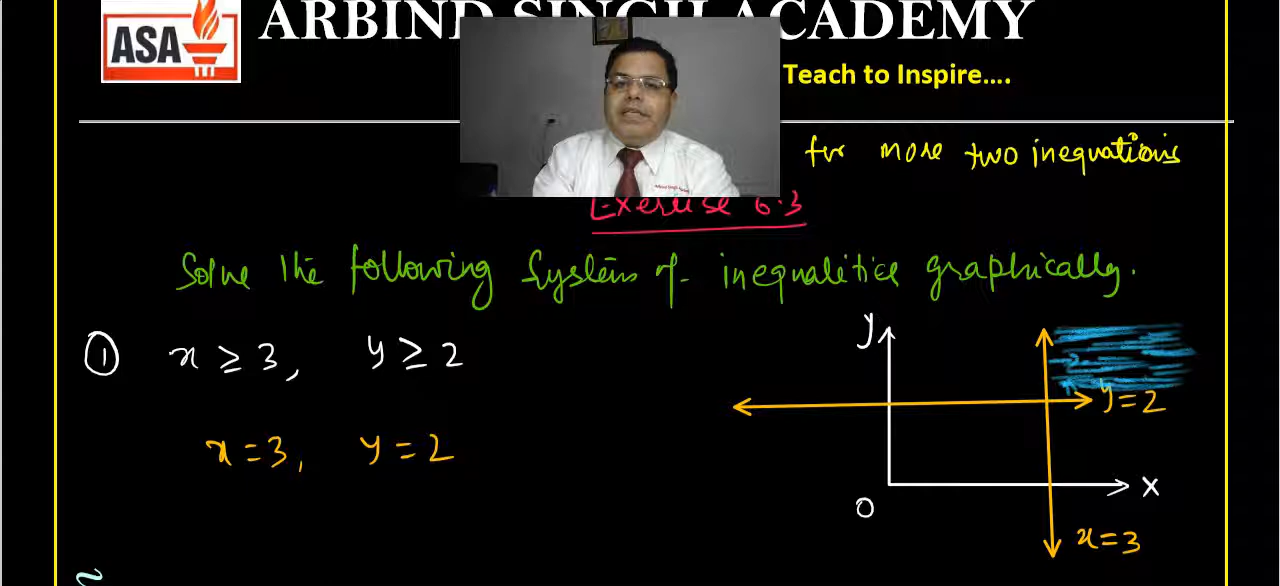 ARBIND SINGH ACADEMY
ASA
Teach to Inspire....
for more two inequations
Exercise 6.3
Solve the following system of inequalities graphically.
① x ≥ 3, y ≥ 2
x = 3, y = 2
y
y = 2
X
O
x = 3